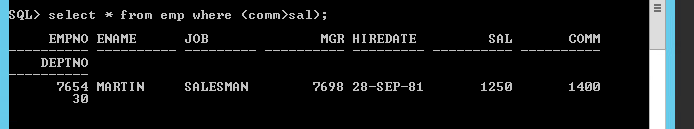 SQL> select * from emp where (comm>sal);
EMPNO ENAME JOB MGR HIREDATE SAL COMM
---------- ---------- --------- ---------- --------- ---------- ----------
DEPTNO
----------
7654 MARTIN SALESMAN 7698 28-SEP-81 1250 1400
30